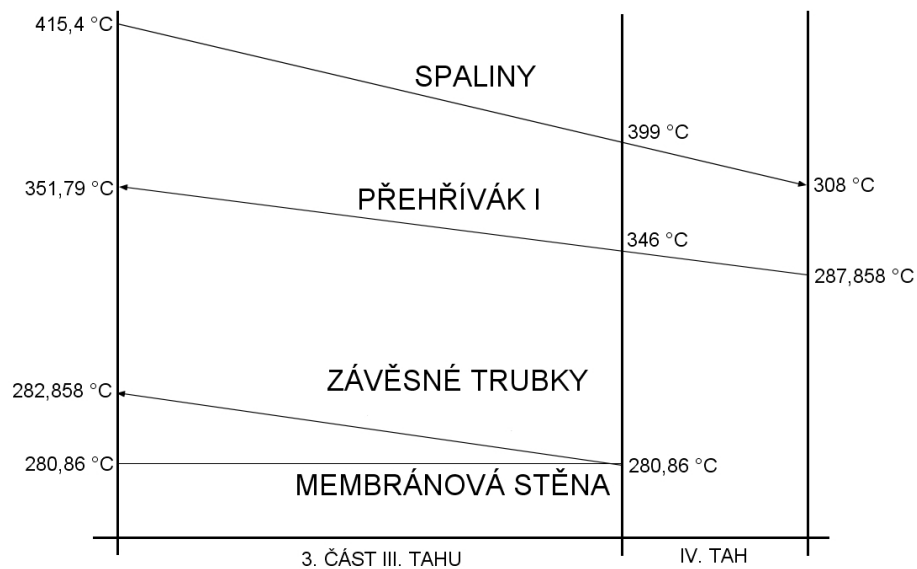 415,4 °C
SPALINY
399 °C
351,79 °C
PŘEHŘÍVÁK I
308 °C
346 °C
287,858 °C
282,858 °C
ZÁVĚSNÉ TRUBKY
280,86 °C
280,86 °C
MEMBRÁNOVÁ STĚNA
3. ČÁST III. TAHU
IV. TAH